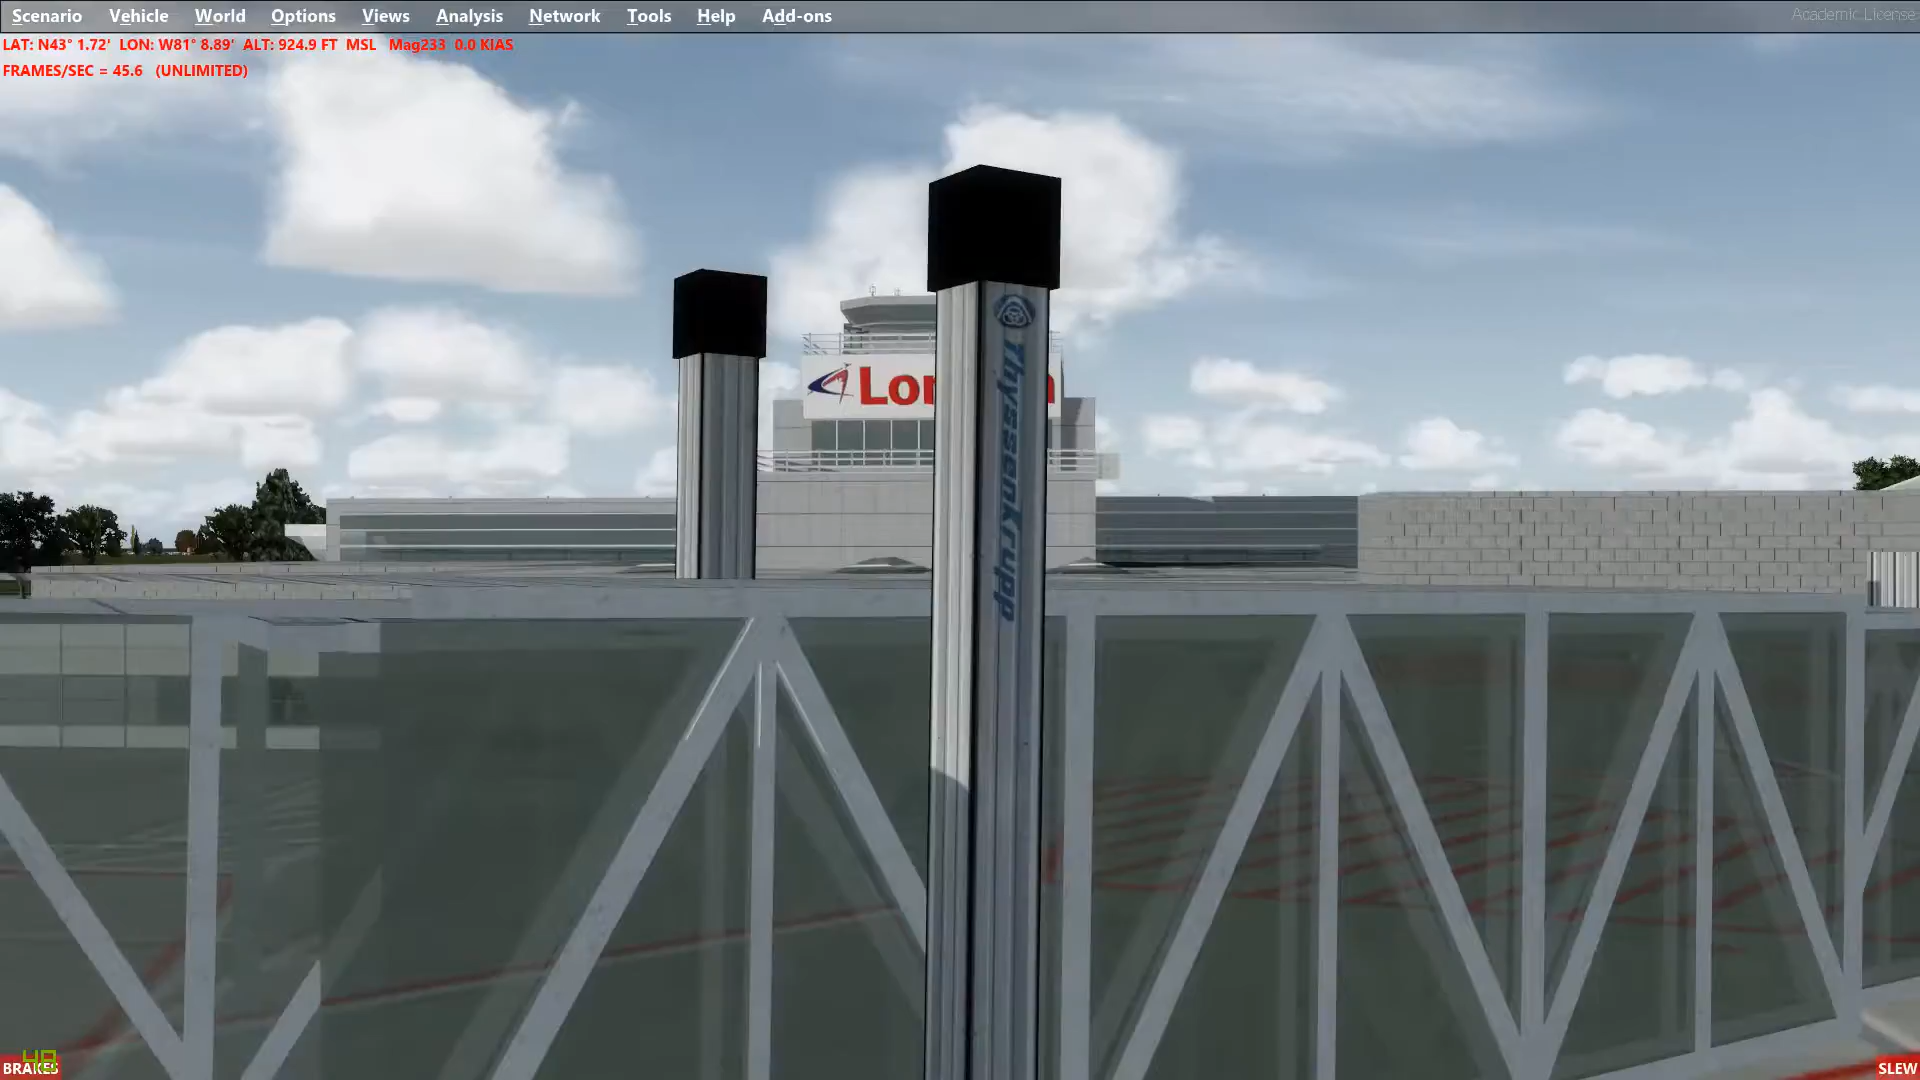 Scenario Vehicle World Options Views Analysis Network Tools Help Add-ons Academic License
LAT: N43° 1.72' LON: W81° 8.89' ALT: 924.9 FT MSL Mag233 0.0 KIAS
FRAMES/SEC = 45.6 (UNLIMITED)
Lon
Thyssenkrupp
48
BRAKES
SLEW